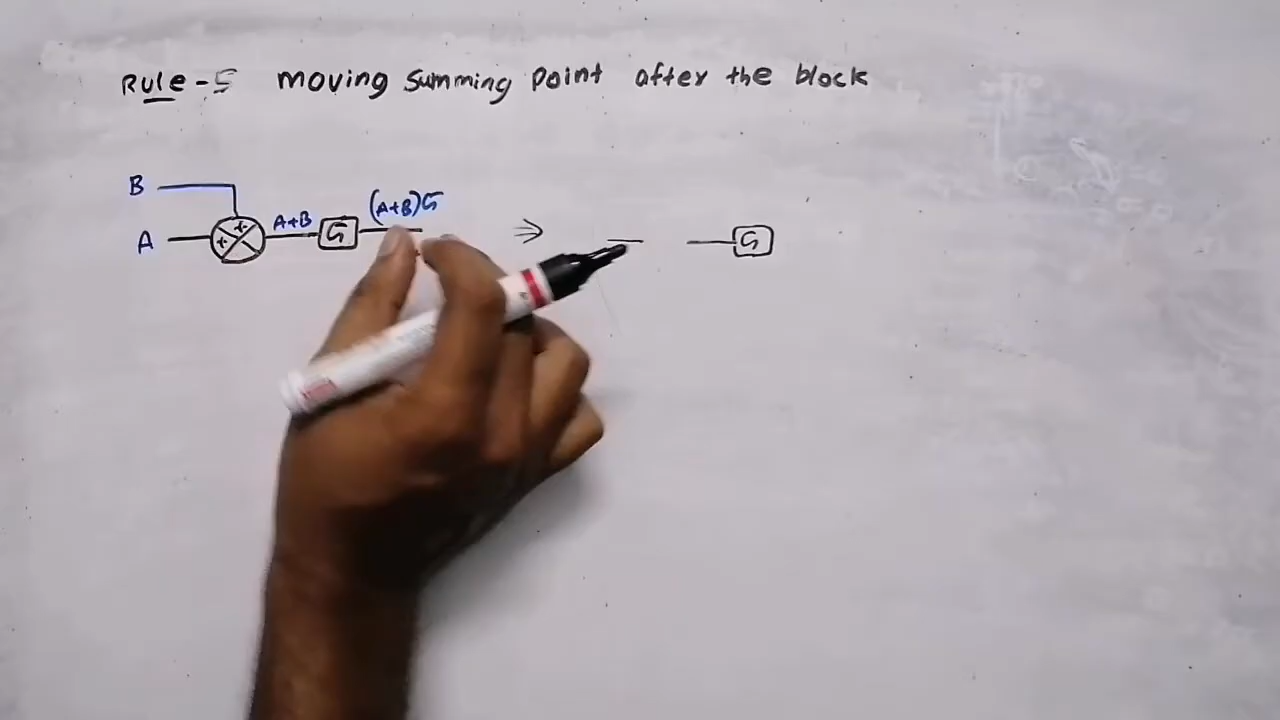 Rule-5 moving summing point after the block
B
A + + A+B G (A+B)G ⇒ G